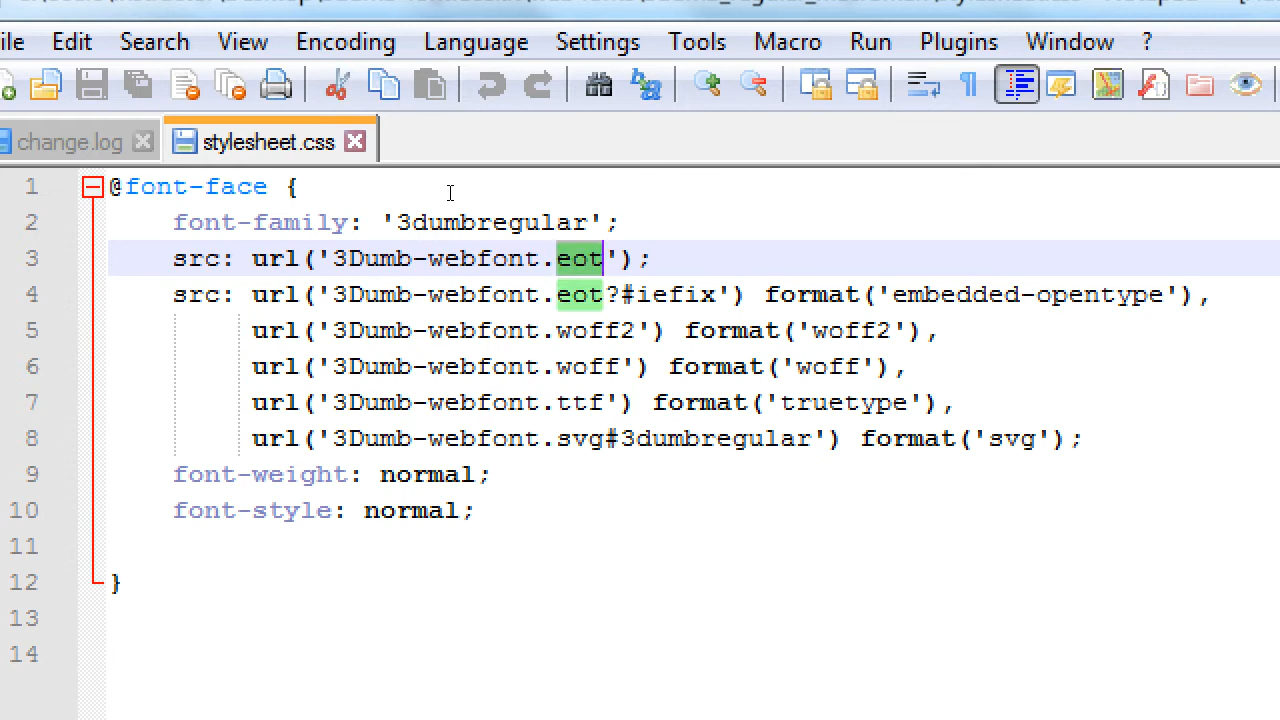 ile Edit Search View Encoding Language Settings Tools Macro Run Plugins Window ?
change.log stylesheet.css
1 @font-face {
2 font-family: '3dumbregular';
3 src: url('3Dumb-webfont.eot');
4 src: url('3Dumb-webfont.eot?#iefix') format('embedded-opentype'),
5 url('3Dumb-webfont.woff2') format('woff2'),
6 url('3Dumb-webfont.woff') format('woff'),
7 url('3Dumb-webfont.ttf') format('truetype'),
8 url('3Dumb-webfont.svg#3dumbregular') format('svg');
9 font-weight: normal;
10 font-style: normal;
11
12 }
13
14